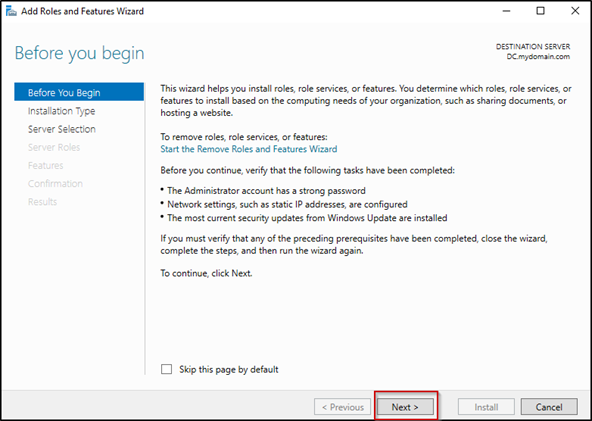 Add Roles and Features Wizard
Before you begin
DESTINATION SERVER
DC.mydomain.com
Before You Begin
Installation Type
Server Selection
Server Roles
Features
Confirmation
Results
This wizard helps you install roles, role services, or features. You determine which roles, role services, or
features to install based on the computing needs of your organization, such as sharing documents, or
hosting a website.
To remove roles, role services, or features:
Start the Remove Roles and Features Wizard
Before you continue, verify that the following tasks have been completed:
• The Administrator account has a strong password
• Network settings, such as static IP addresses, are configured
• The most current security updates from Windows Update are installed
If you must verify that any of the preceding prerequisites have been completed, close the wizard,
complete the steps, and then run the wizard again.
To continue, click Next.
Skip this page by default
< Previous
Next >
Install
Cancel